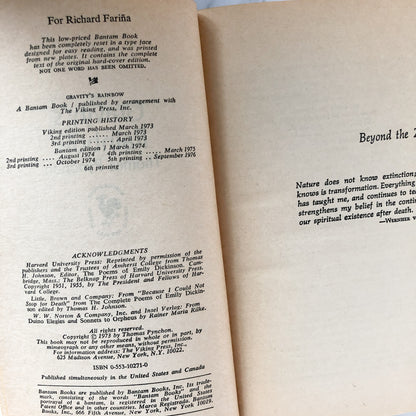 For Richard Fariña
This low-priced Bantam Book
has been completely reset in a type face
designed for easy reading, and was printed
from new plates. It contains the complete
text of the original hard-cover edition.
NOT ONE WORD HAS BEEN OMITTED.
GRAVITY'S RAINBOW
A Bantam Book / published by arrangement with
The Viking Press, Inc.
PRINTING HISTORY
Viking edition published March 1973
2nd printing ..... March 1973
3rd printing ..... April 1973
Bantam edition / March 1974
2nd printing .... August 1974 4th printing .... March 1975
3rd printing .... October 1974 5th printing .. September 1976
6th printing
ACKNOWLEDGMENTS
Harvard University Press: Reprinted by permission of the
publishers and the Trustees of Amherst College from Thomas
H. Johnson, Editor, The Poems of Emily Dickinson, Cam-
bridge, Mass.: The Belknap Press of Harvard University Press,
Copyright 1951, 1955, by The President and Fellows of Har-
vard College.
Little, Brown and Company: From "Because I Could Not
Stop for Death" from The Complete Poems of Emily Dickin-
son edited by Thomas H. Johnson.
W. W. Norton & Company, Inc. and Insel Verlag: From
Duino Elegies and Sonnets to Orpheus by Rainer Maria Rilke.
All rights reserved.
Copyright © 1973 by Thomas Pynchon.
This book may not be reproduced in whole or in part, by
mimeograph or any other means, without permission.
For information address: The Viking Press, Inc.,
625 Madison Avenue, New York, N.Y. 10022.
ISBN 0-553-10271-0
Published simultaneously in the United States and Canada
Bantam Books are published by Bantam Books, Inc. Its trade-
mark, consisting of the words "Bantam Books" and the
portrayal of a bantam, is registered in the United States
Patent Office and in other countries. Marca Registrada. Bantam
Books, Inc., 666 Fifth Avenue, New York, New York 10019.
Beyond the
Nature does not know extinction;
knows is transformation. Everything
has taught me, and continues to te
strengthens my belief in the contin
our spiritual existence after death.
—WERNHER V